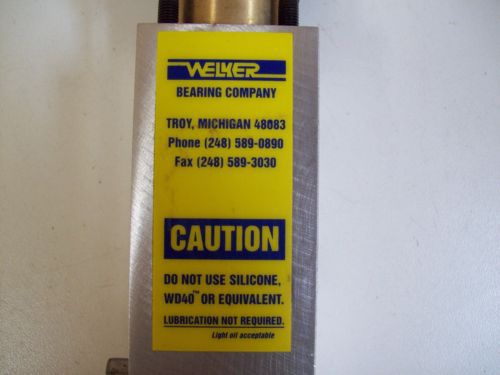 WELKER
BEARING COMPANY
TROY, MICHIGAN 48083
Phone (248) 589-0890
Fax (248) 589-3030
CAUTION
DO NOT USE SILICONE,
WD40™ OR EQUIVALENT.
LUBRICATION NOT REQUIRED.
Light oil acceptable